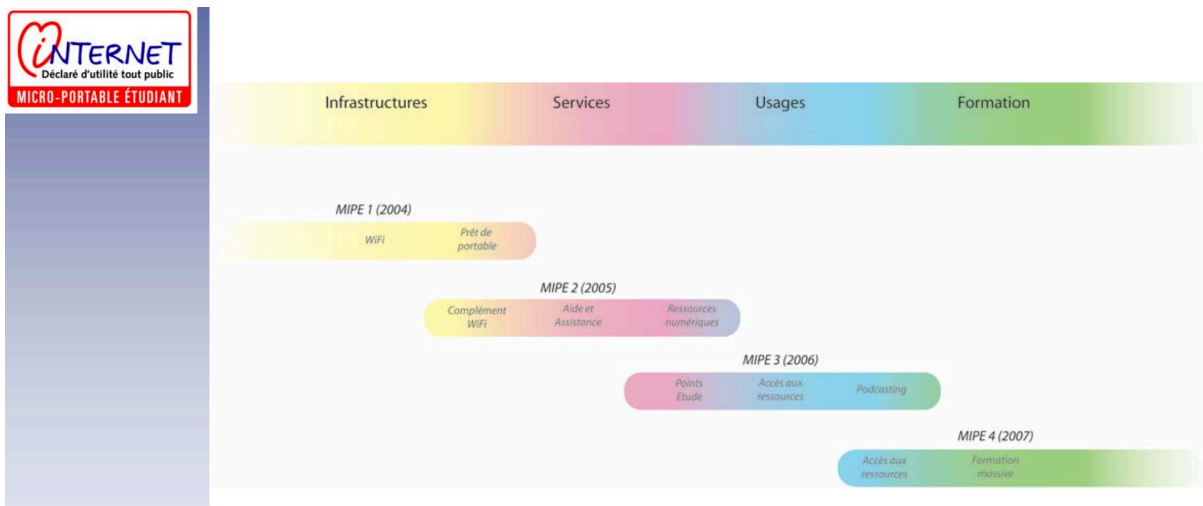 iNTERNET
Déclaré d'utilité tout public
MICRO-PORTABLE ÉTUDIANT
Infrastructures Services Usages Formation
MIPE 1 (2004)
WiFi
Prêt de
portable
MIPE 2 (2005)
Complément
WiFi
Aide et
Assistance
Ressources
numériques
MIPE 3 (2006)
Points
Etude
Accès aux
ressources
Podcasting
MIPE 4 (2007)
Accès aux
ressources
Formation
massive